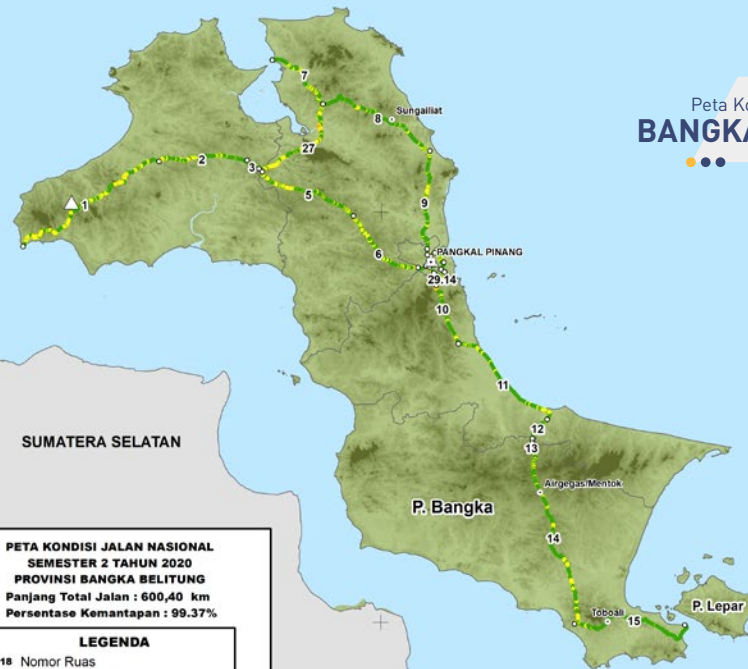 Peta Ko
BANGKA
7
Sungailiat
8
2
27
3
5
1
9
6
PANGKAL PINANG
29.14
10
11
SUMATERA SELATAN
12
13
Airgegas/Mentok
P. Bangka
14
PETA KONDISI JALAN NASIONAL
SEMESTER 2 TAHUN 2020
PROVINSI BANGKA BELITUNG
Panjang Total Jalan : 600,40 km
Persentase Kemantapan : 99.37%
P. Lepar
Toboali
15
LEGENDA
18 Nomor Ruas